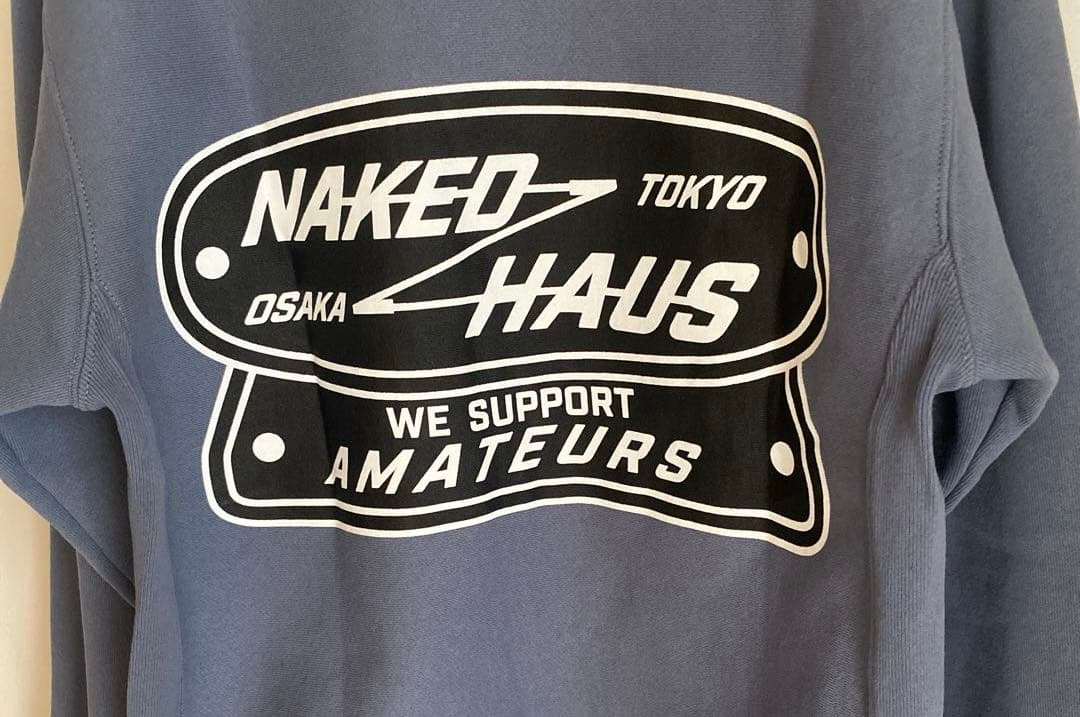 NAKED TOKYO
OSAKA HAUS
WE SUPPORT
AMATEURS